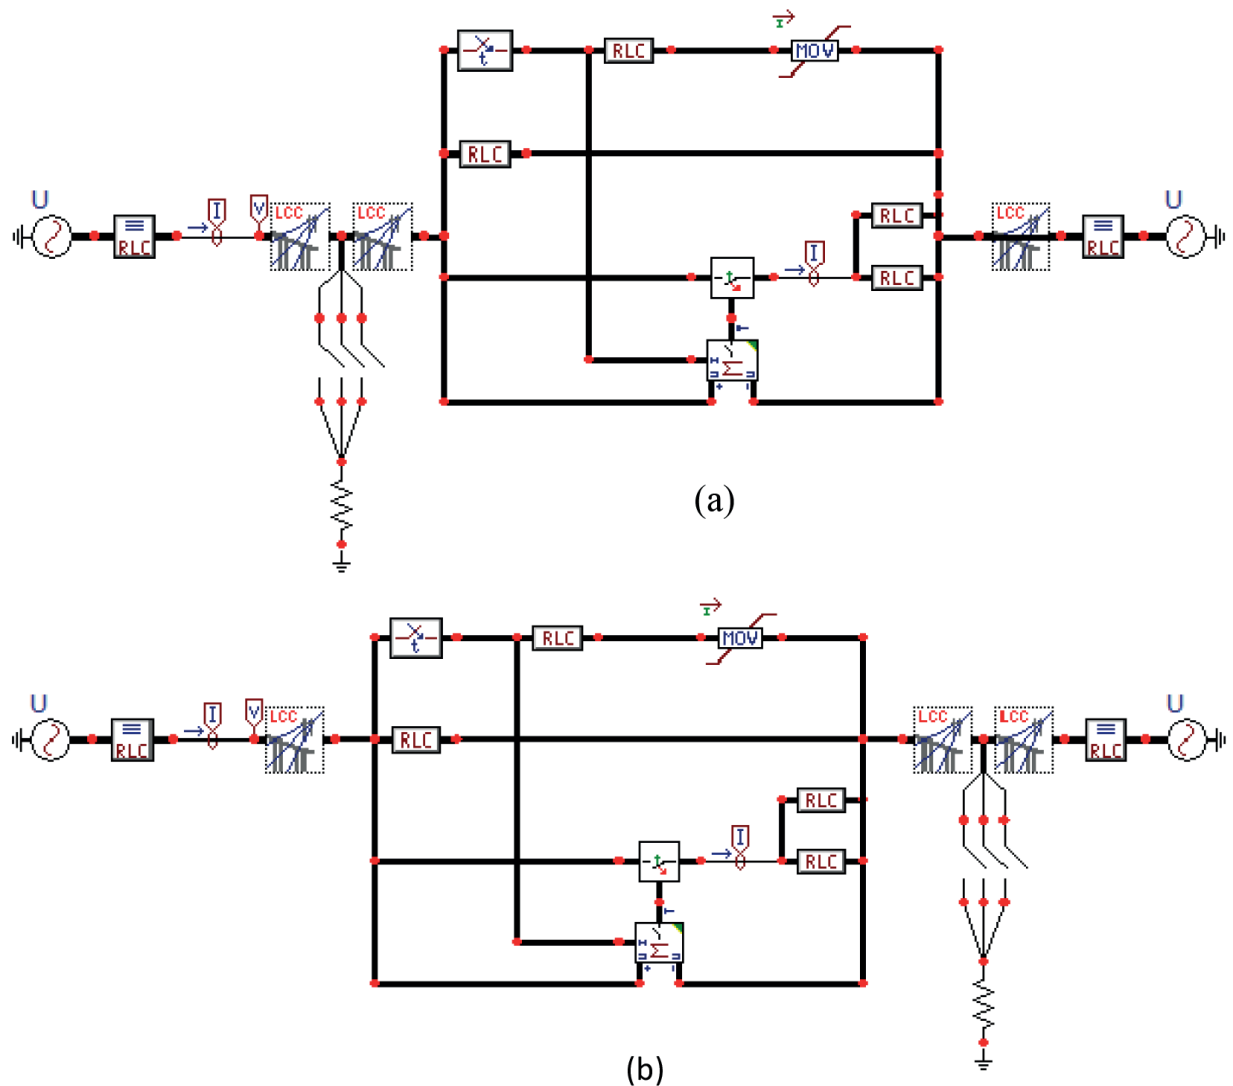 I
RLC MOV
t
RLC
U I V LCC LCC RLC LCC U
RLC I RLC
RLC
t
T
H
Σ
U U
+ -
(a)
I
RLC MOV
t
U I V LCC RLC LCC LCC U
RLC RLC
I RLC
t RLC
T
H
Σ
U U
+ -
(b)